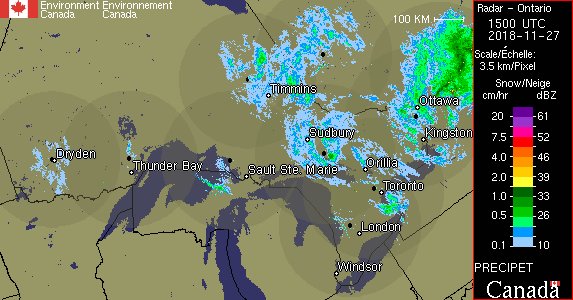 Environment Environnement
Canada Canada
100 KM
Radar - Ontario
1500 UTC
2018-11-27
Scale/Échelle:
3.5 km/Pixel
Snow/Neige
cm/hr dBZ
20 61
7.5 52
4.0 46
2.0 39
1.0 33
0.5 26
0.1 10
Timmins
Ottawa
Sudbury
Kingston
Dryden
Thunder Bay
Sault Ste. Marie
Orillia
Toronto
London
Windsor
PRECIPET
Canada